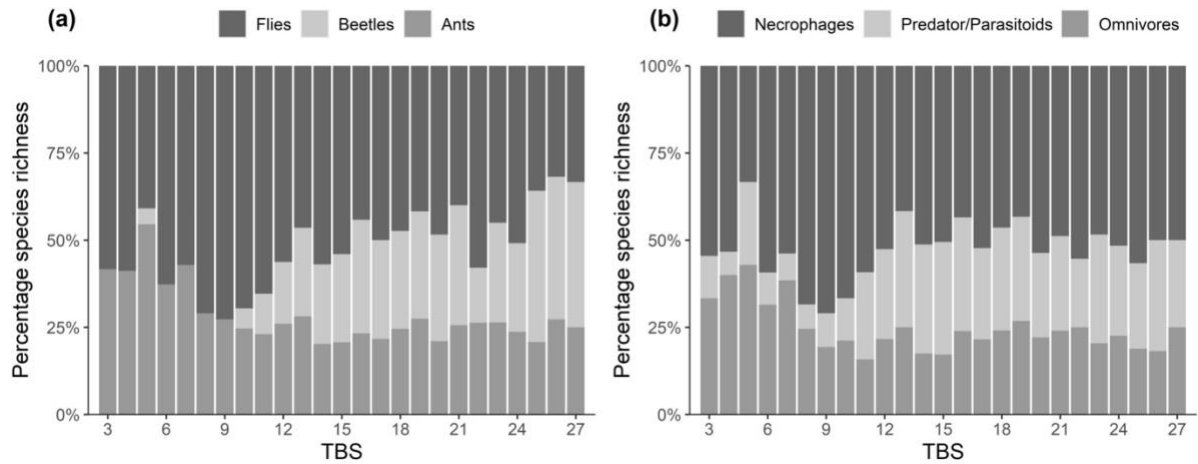 (a)
Flies Beetles Ants
100%
75%
50%
25%
0%
Percentage species richness
3 6 9 12 15 18 21 24 27
TBS
(b)
Necrophages Predator/Parasitoids Omnivores
100%
75%
50%
25%
0%
Percentage species richness
3 6 9 12 15 18 21 24 27
TBS